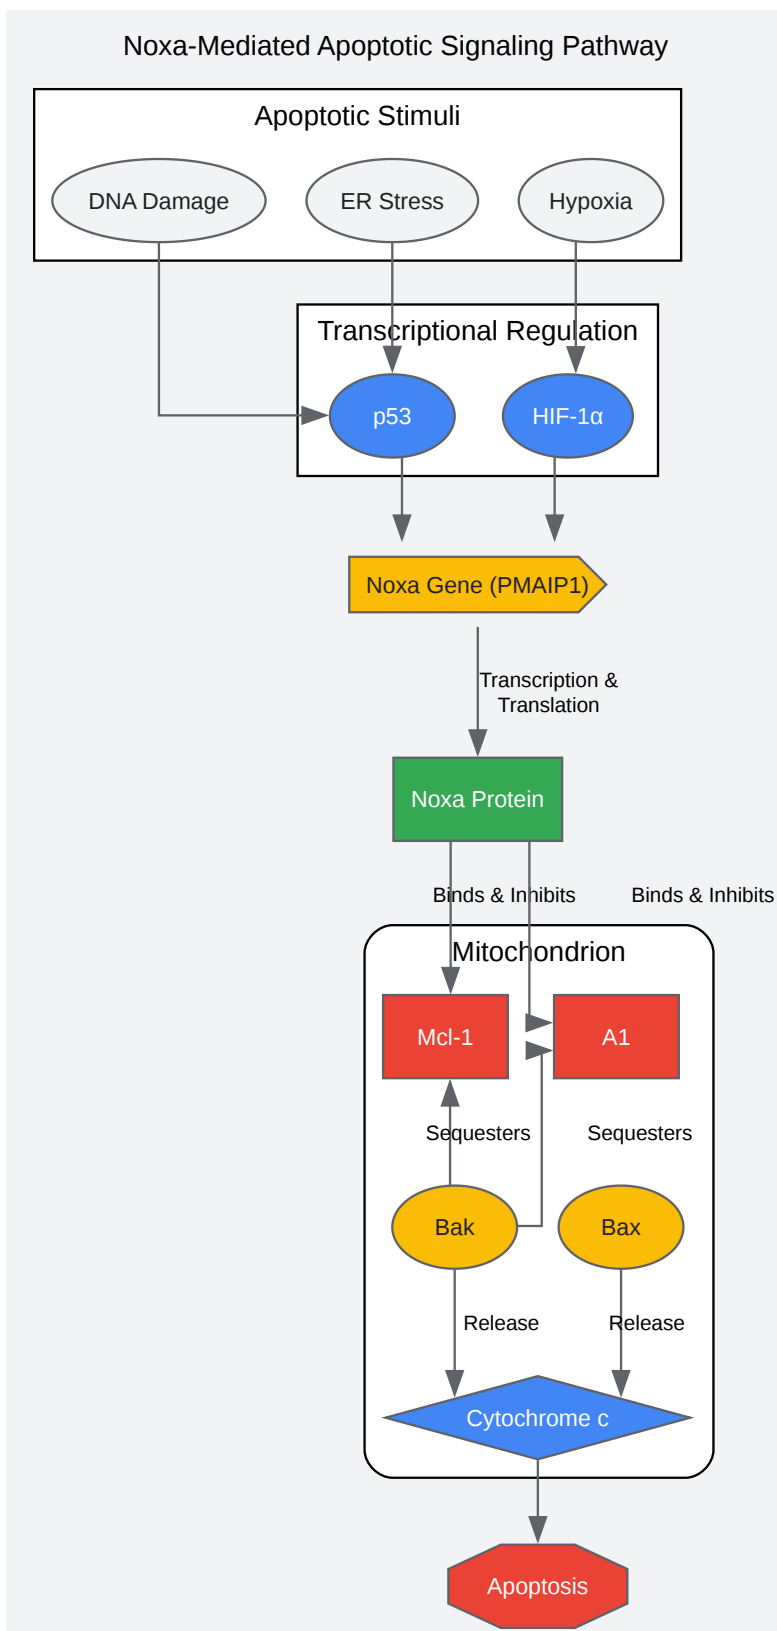 Noxa-Mediated Apoptotic Signaling Pathway
Apoptotic Stimuli
DNA Damage
ER Stress
Hypoxia
Transcriptional Regulation
p53
HIF-1α
Noxa Gene (PMAIP1)
Transcription &
Translation
Noxa Protein
Binds & Inhibits
Binds & Inhibits
Mitochondrion
Mcl-1
A1
Sequesters
Sequesters
Bak
Bax
Release
Release
Cytochrome c
Apoptosis